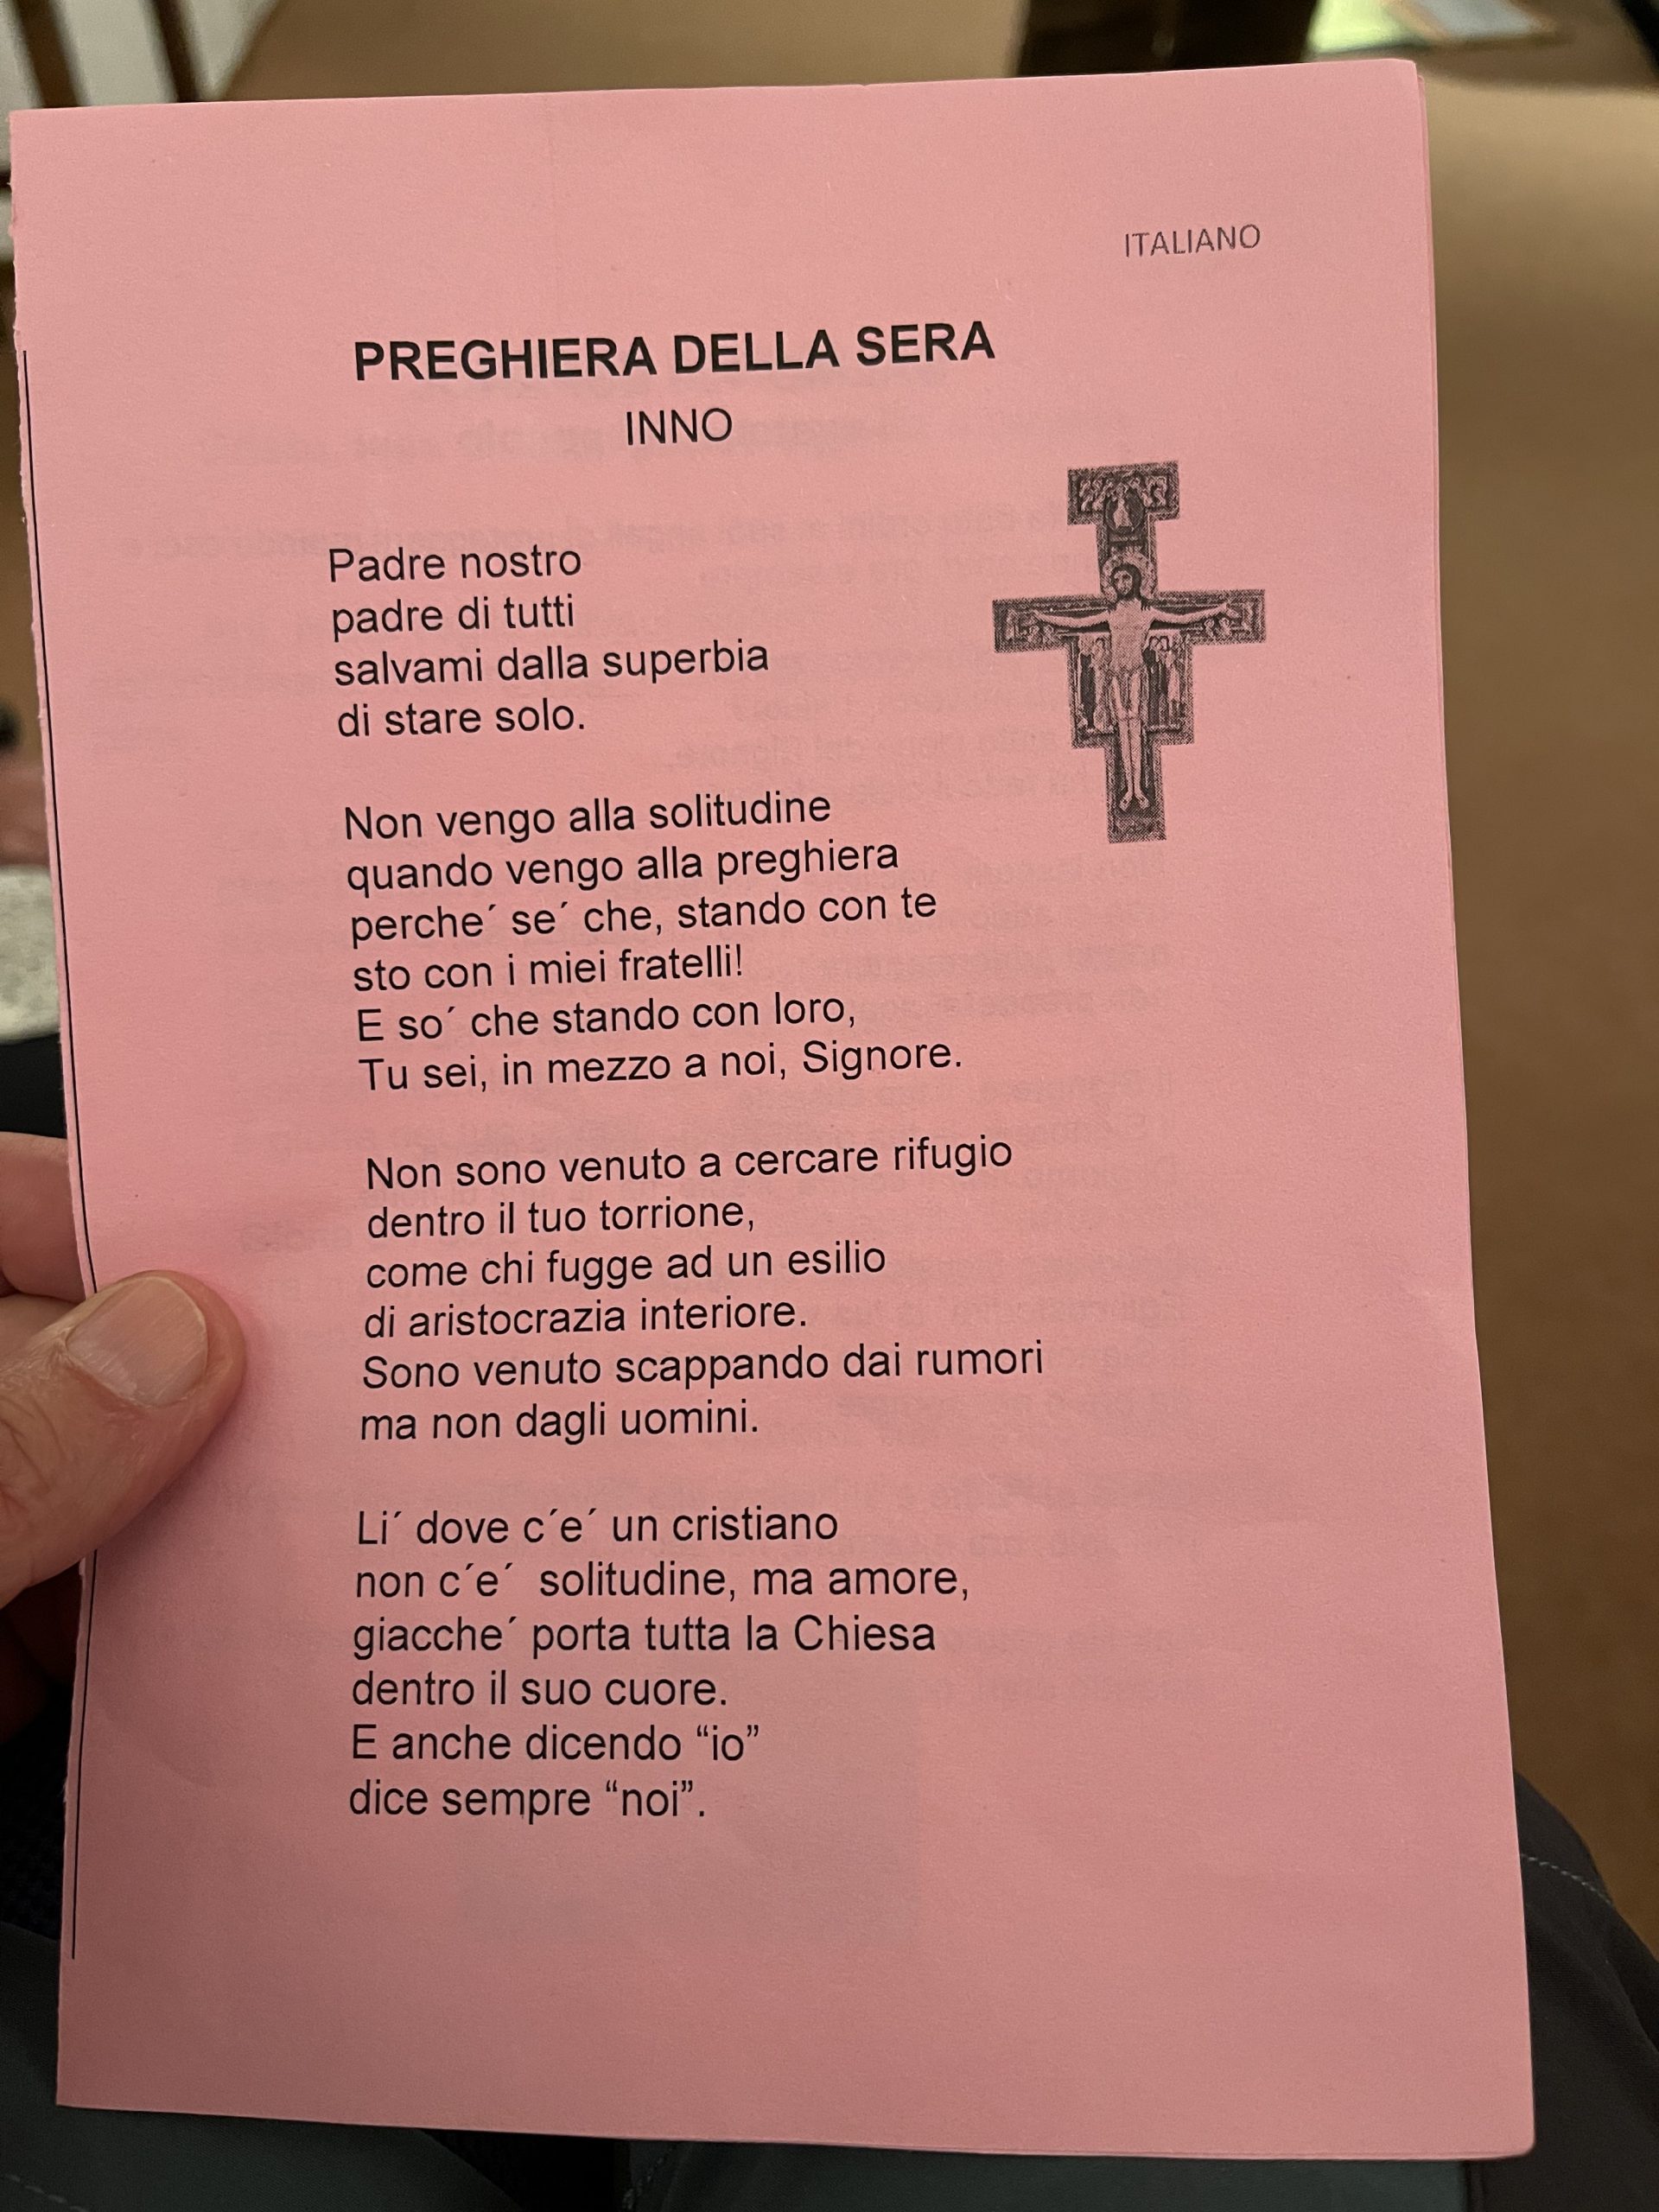 ITALIANO
PREGHIERA DELLA SERA
INNO
Padre nostro
padre di tutti
salvami dalla superbia
di stare solo.
Non vengo alla solitudine
quando vengo alla preghiera
perche´ se´ che, stando con te
sto con i miei fratelli!
E so´ che stando con loro,
Tu sei, in mezzo a noi, Signore.
Non sono venuto a cercare rifugio
dentro il tuo torrione,
come chi fugge ad un esilio
di aristocrazia interiore.
Sono venuto scappando dai rumori
ma non dagli uomini.
Li´ dove c´e´ un cristiano
non c´e´ solitudine, ma amore,
giacche´ porta tutta la Chiesa
dentro il suo cuore.
E anche dicendo “io”
dice sempre “noi”.